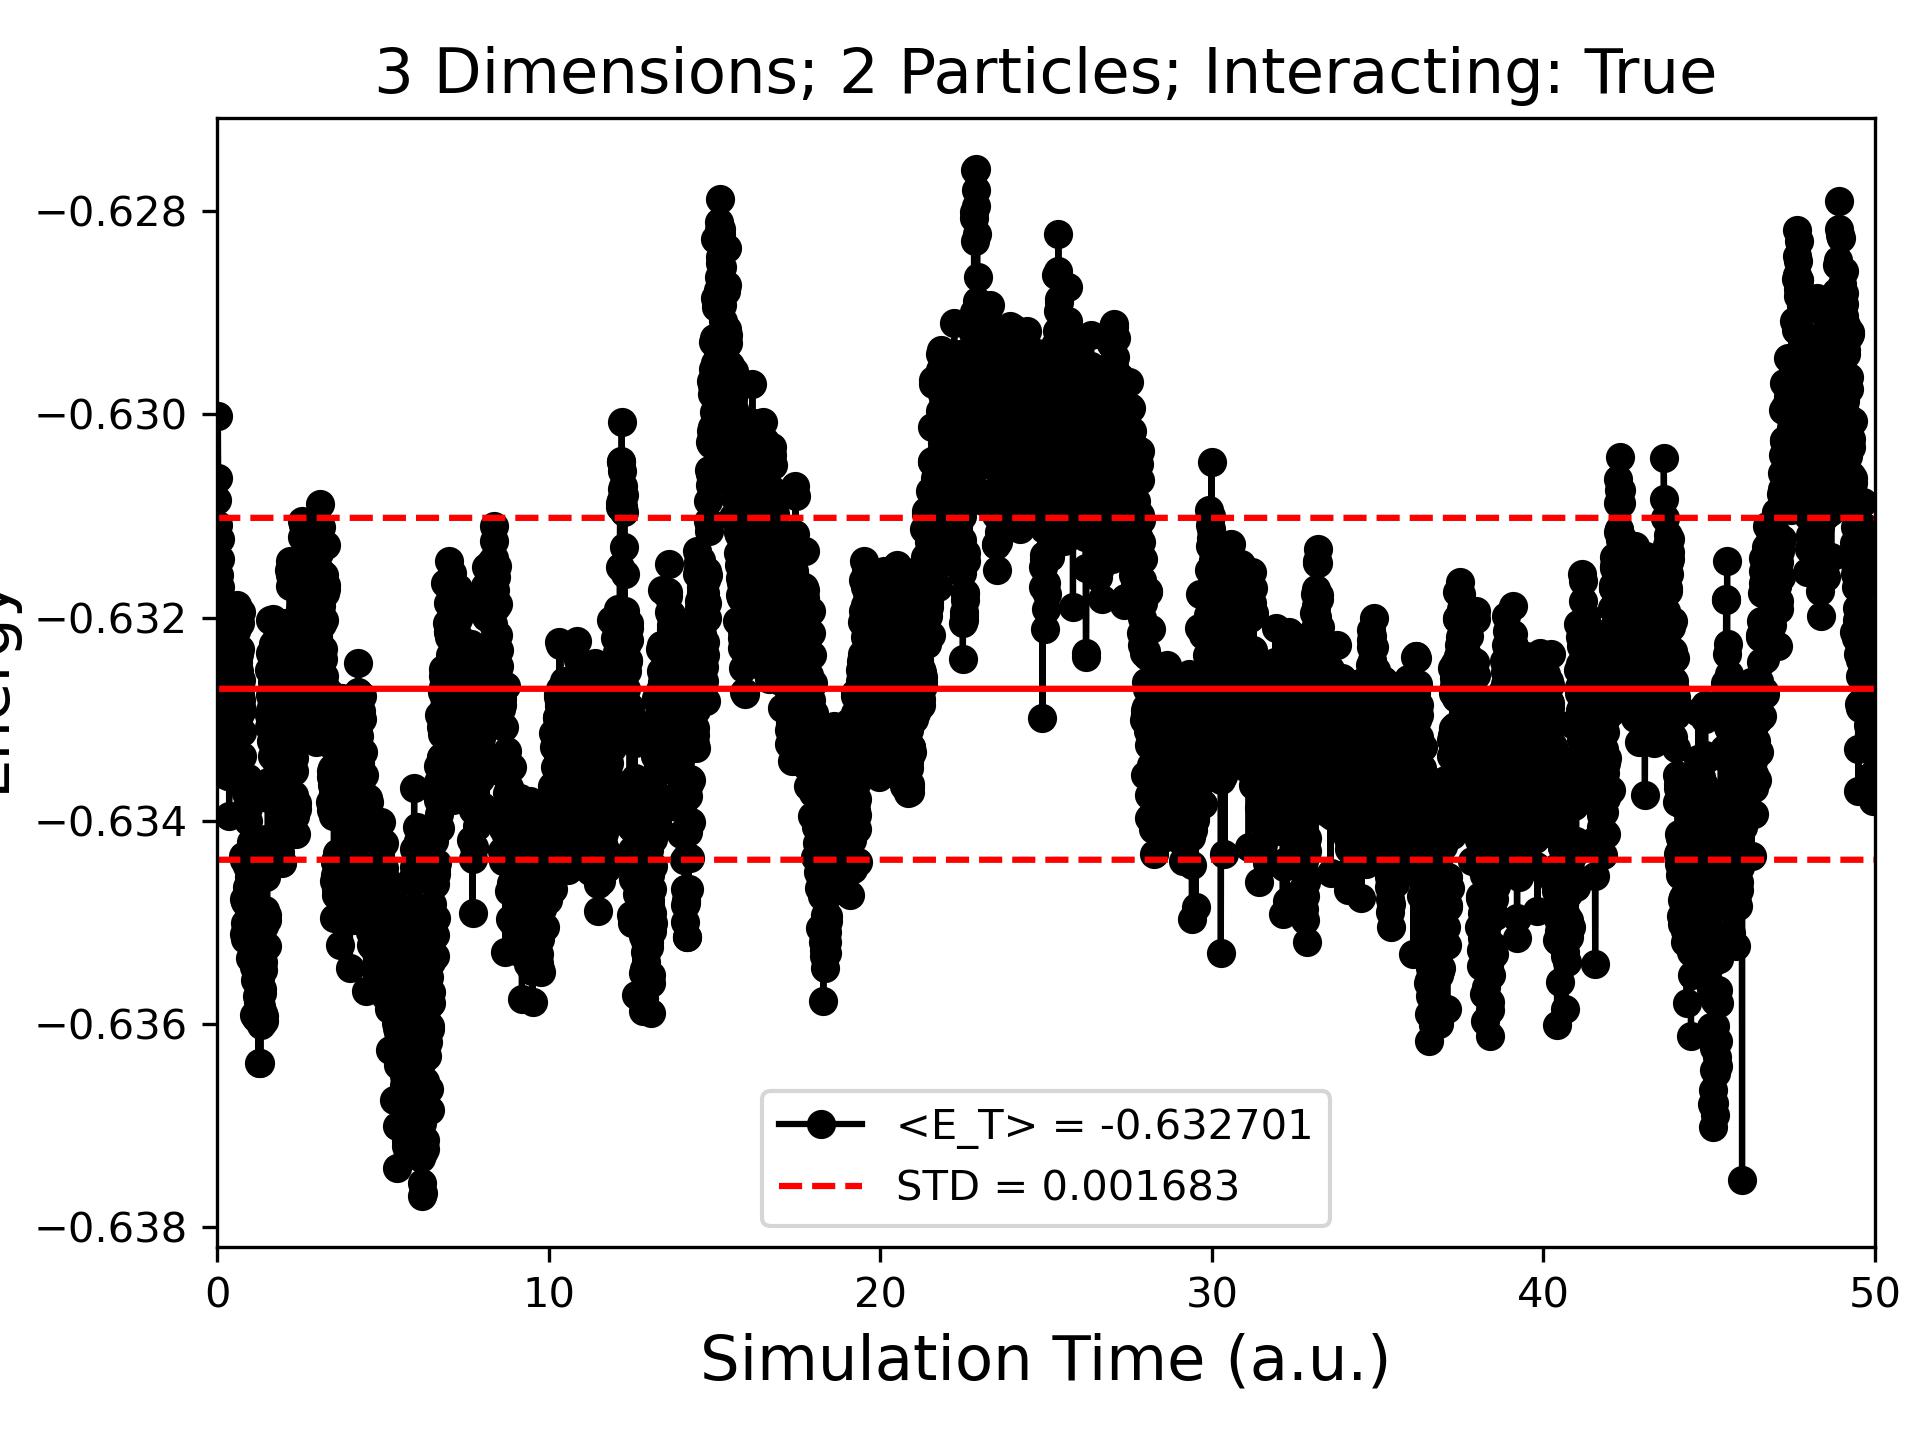 3 Dimensions; 2 Particles; Interacting: True
−0.628
−0.630
−0.632
−0.634
−0.636
−0.638
<E_T> = -0.632701
STD = 0.001683
0 10 20 30 40 50
Simulation Time (a.u.)